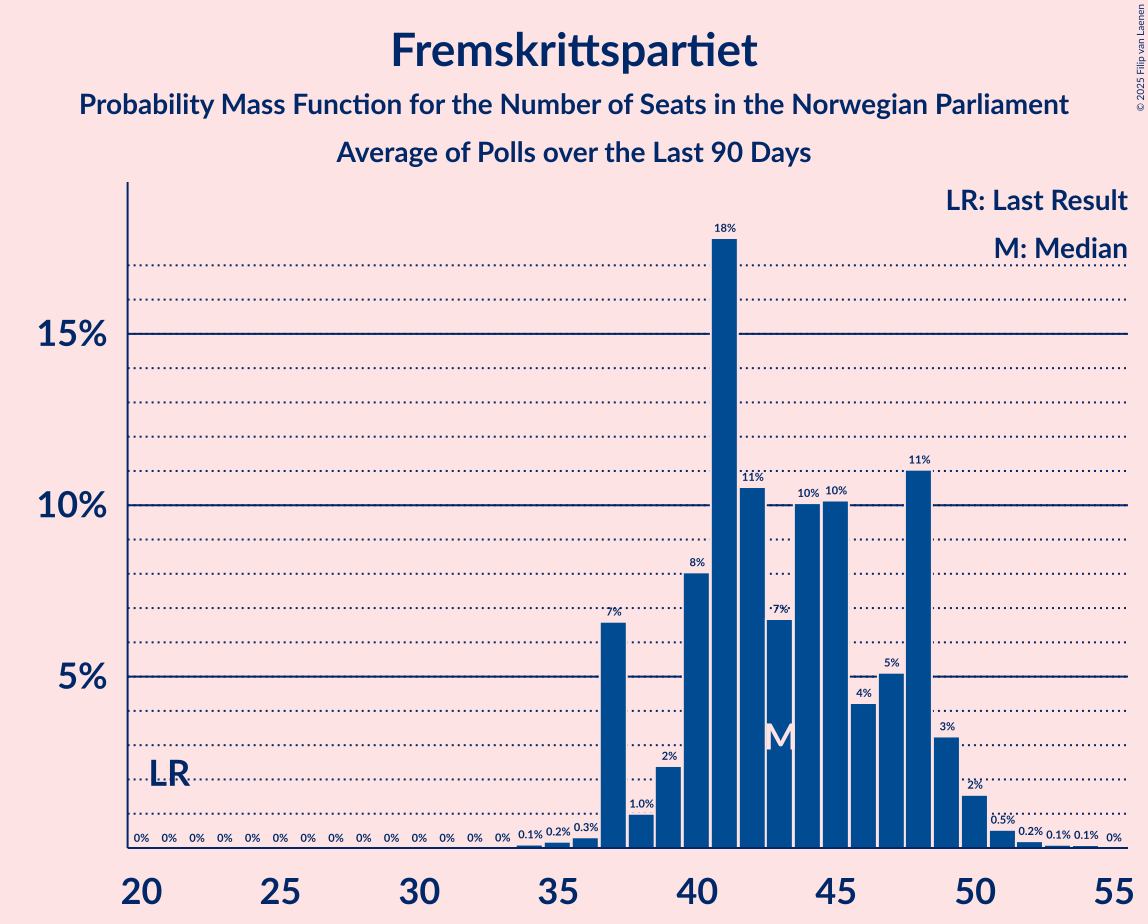 Fremskrittspartiet
Probability Mass Function for the Number of Seats in the Norwegian Parliament
Average of Polls over the Last 90 Days
© 2025 Filip van Laenen
LR: Last Result
M: Median
15%
10%
5%
LR
M
0% 0% 0% 0% 0% 0% 0% 0% 0% 0% 0% 0% 0% 0% 0.1% 0.2% 0.3% 7% 1.0% 2% 8% 18% 11% 7% 10% 10% 4% 5% 11% 3% 2% 0.5% 0.2% 0.1% 0.1% 0%
20 25 30 35 40 45 50 55